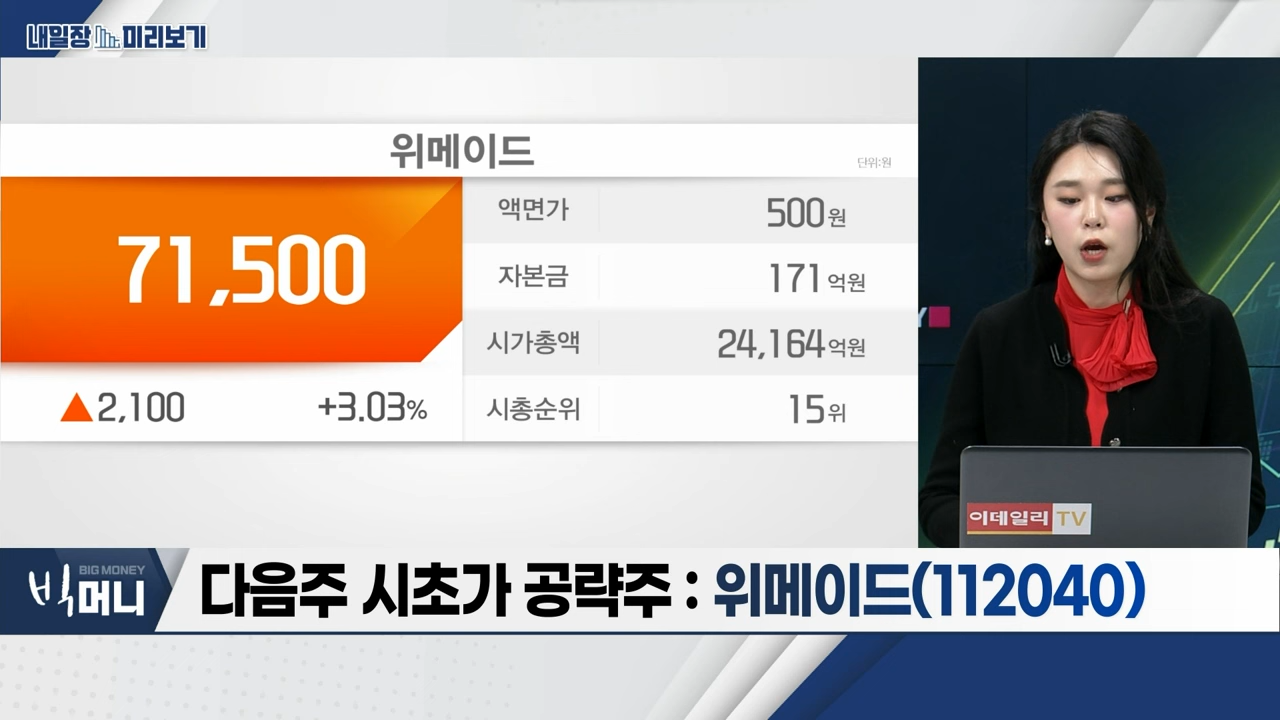 내일장 미리보기
위메이드
단위:원
71,500
▲2,100 +3.03%
액면가 500원
자본금 171억원
시가총액 24,164억원
시총순위 15위
Y
이데일리TV
빅머니 BIG MONEY
다음주 시초가 공략주 : 위메이드(112040)